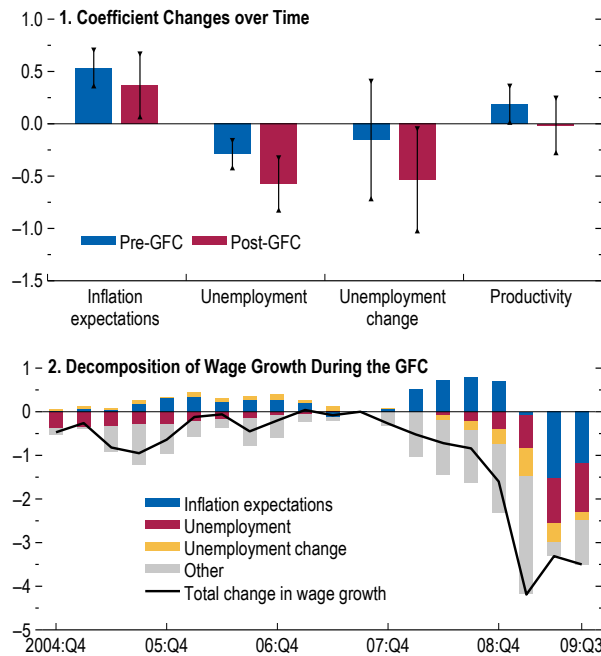 1. Coefficient Changes over Time
1.0
0.5
0.0
–0.5
–1.0
–1.5
Pre-GFC
Post-GFC
Inflation
expectations
Unemployment
Unemployment
change
Productivity
2. Decomposition of Wage Growth During the GFC
1
0
–1
–2
–3
–4
–5
Inflation expectations
Unemployment
Unemployment change
Other
Total change in wage growth
2004:Q4
05:Q4
06:Q4
07:Q4
08:Q4
09:Q3